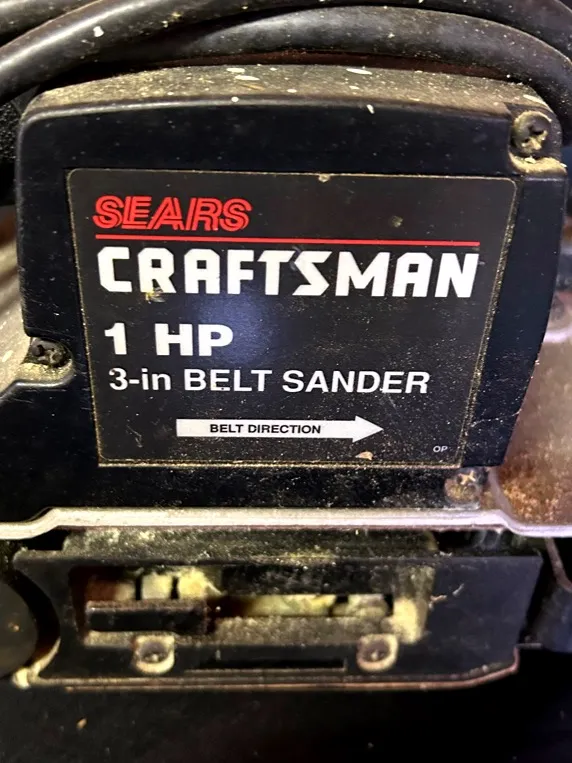 SEARS
CRAFTSMAN
1 HP
3-in BELT SANDER
BELT DIRECTION
OP